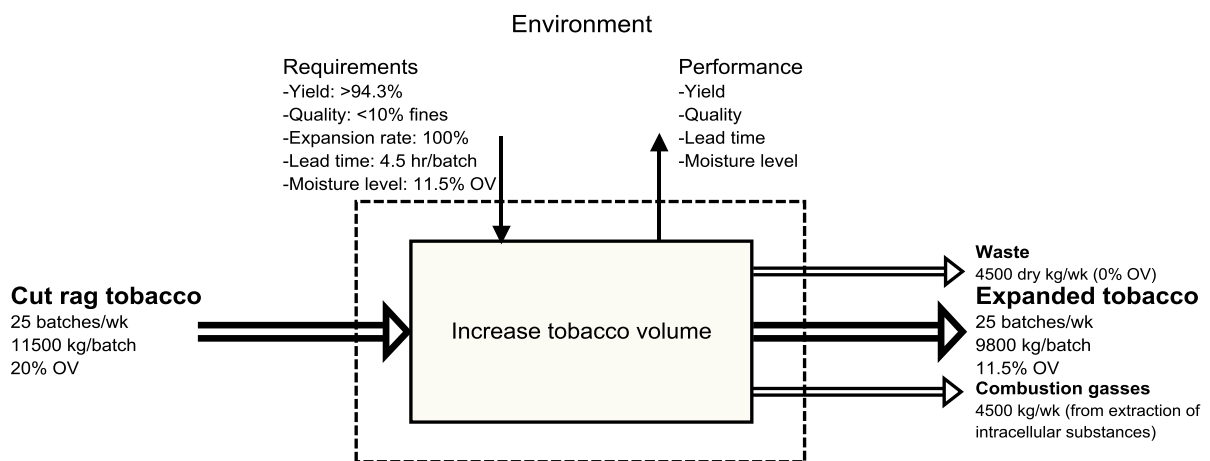 Environment
Requirements
-Yield: >94.3%
-Quality: <10% fines
-Expansion rate: 100%
-Lead time: 4.5 hr/batch
-Moisture level: 11.5% OV
Performance
-Yield
-Quality
-Lead time
-Moisture level
Cut rag tobacco
25 batches/wk
11500 kg/batch
20% OV
Increase tobacco volume
Waste
4500 dry kg/wk (0% OV)
Expanded tobacco
25 batches/wk
9800 kg/batch
11.5% OV
Combustion gasses
4500 kg/wk (from extraction of
intracellular substances)